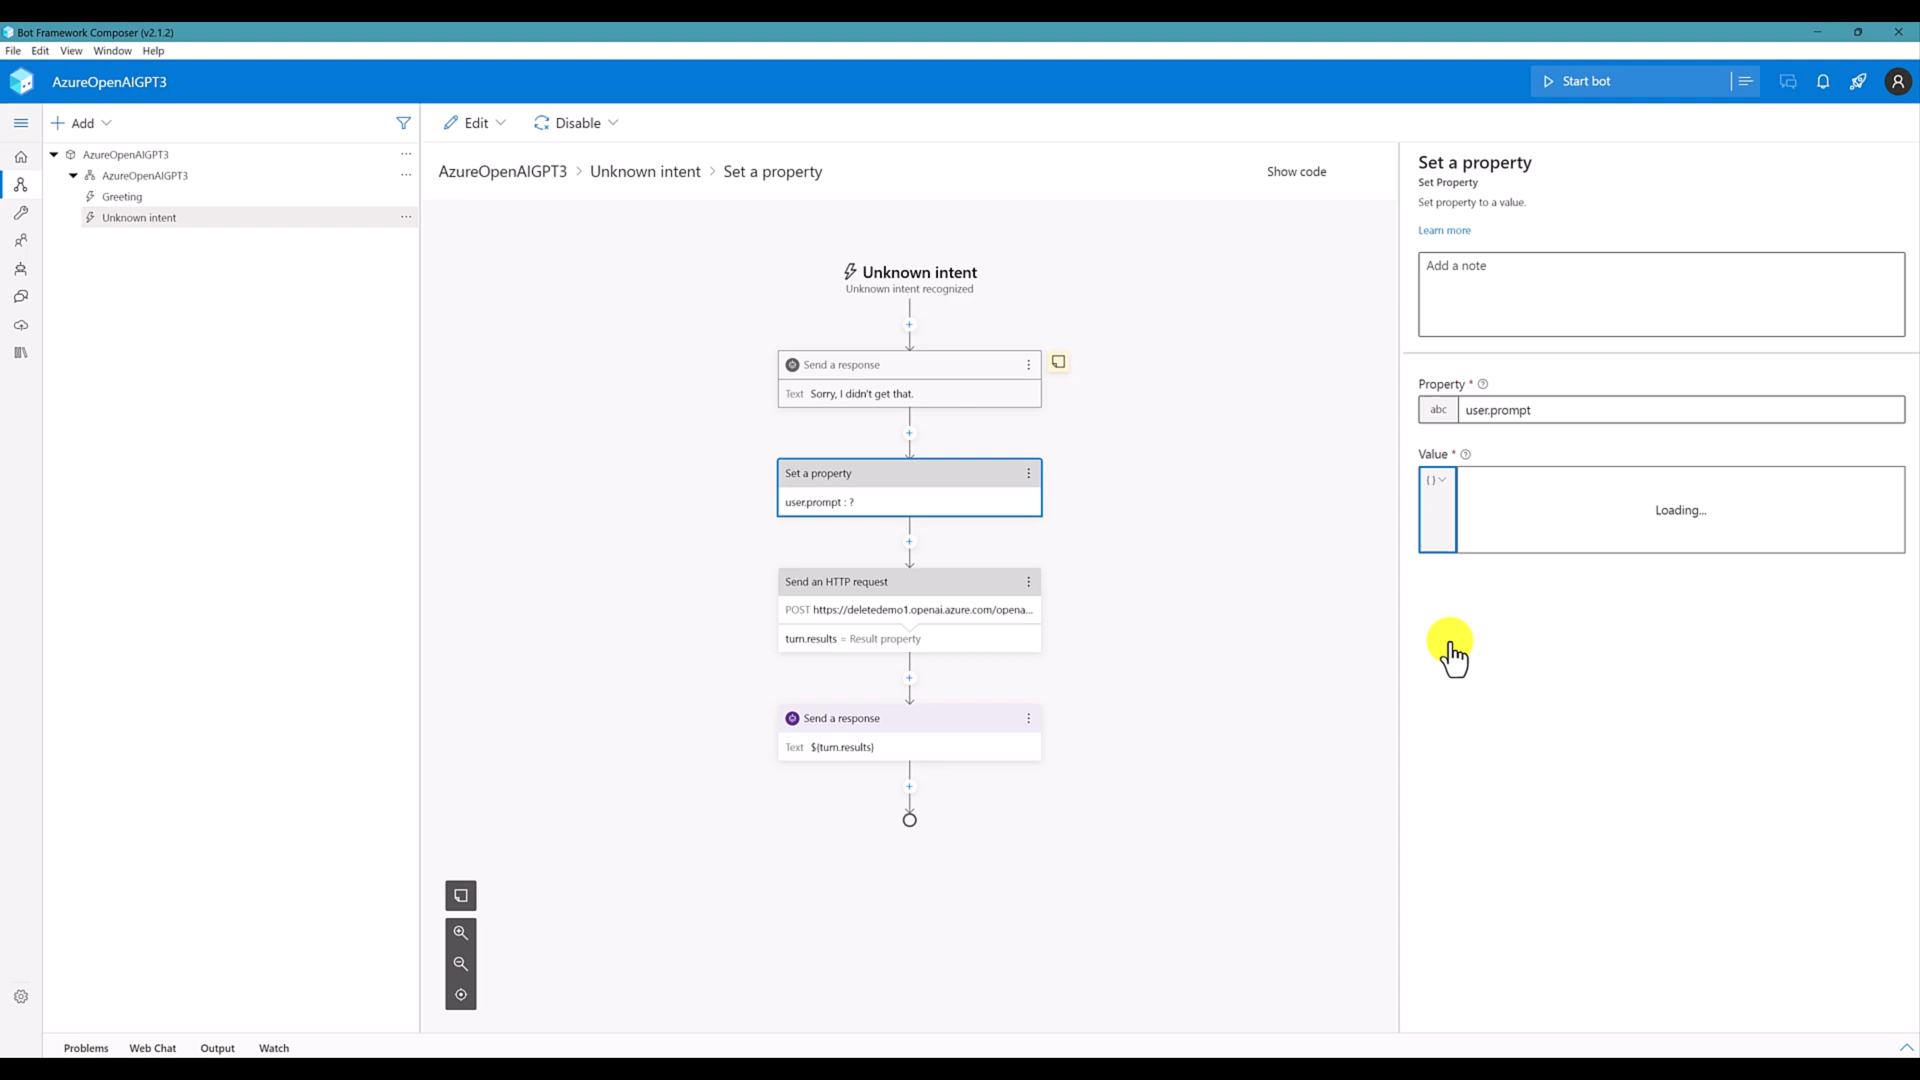 Bot Framework Composer (v2.1.2)
File Edit View Window Help
AzureOpenAIGPT3
Start bot
Add
Edit
Disable
AzureOpenAIGPT3
AzureOpenAIGPT3
Greeting
Unknown intent
AzureOpenAIGPT3 > Unknown intent > Set a property
Show code
Unknown intent
Unknown intent recognized
Send a response
Text Sorry, I didn't get that.
Set a property
user.prompt : ?
Send an HTTP request
POST https://deletedemo1.openai.azure.com/opena...
turn.results = Result property
Send a response
Text ${turn.results}
Set a property
Set Property
Set property to a value.
Learn more
Add a note
Property *
abc user.prompt
Value *
{ }
Loading...
Problems Web Chat Output Watch